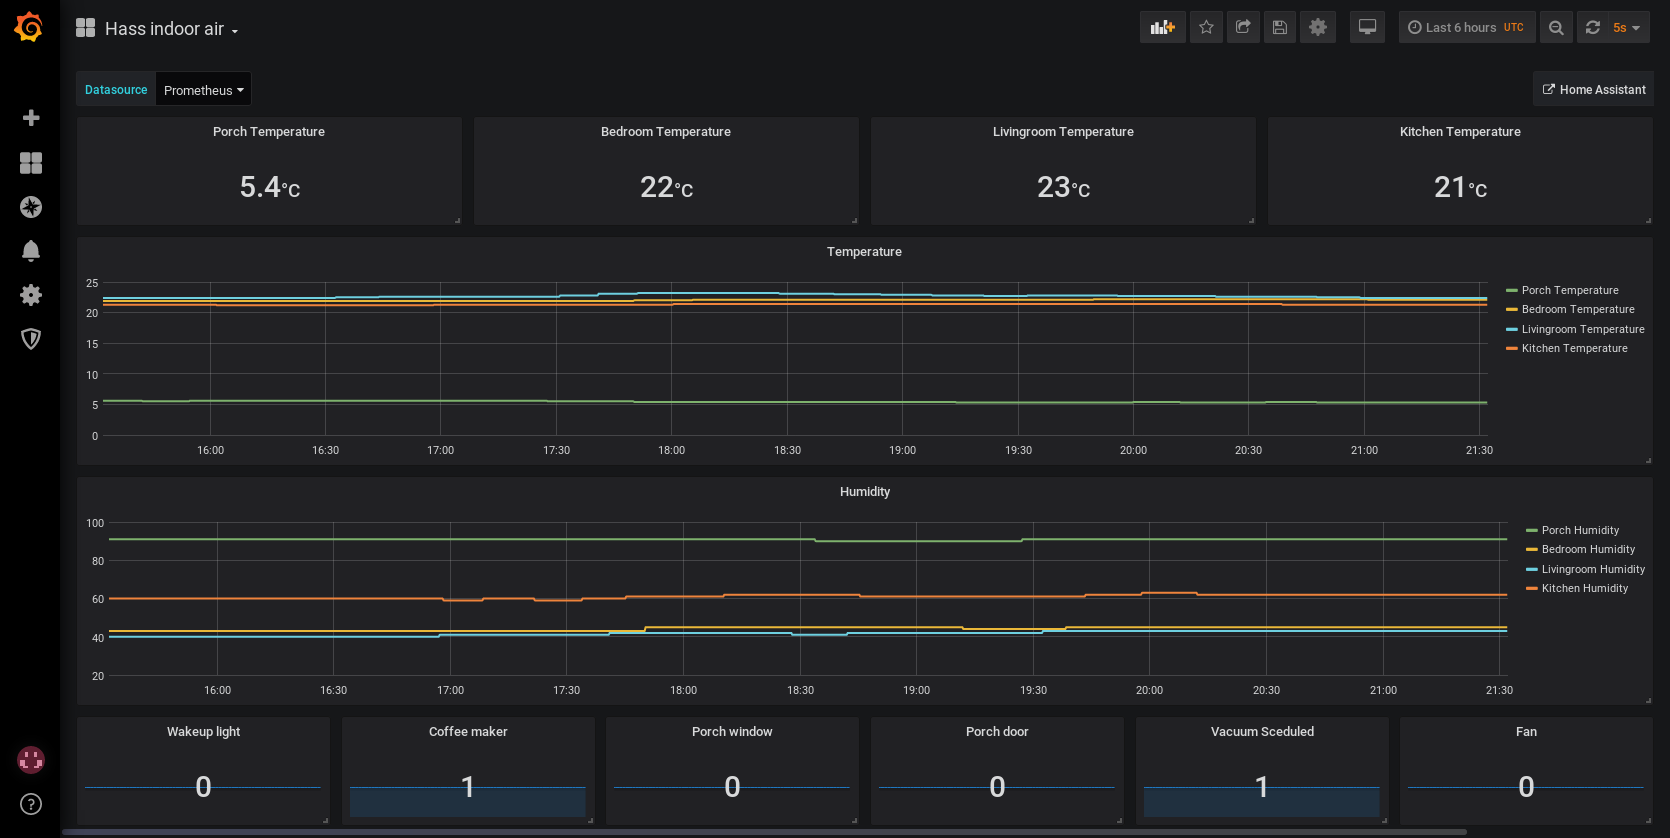 Hass indoor air
Last 6 hours UTC
5s
Datasource Prometheus
Home Assistant
Porch Temperature
5.4°C
Bedroom Temperature
22°C
Livingroom Temperature
23°C
Kitchen Temperature
21°C
Temperature
25
20
15
10
5
0
16:00 16:30 17:00 17:30 18:00 18:30 19:00 19:30 20:00 20:30 21:00 21:30
Porch Temperature
Bedroom Temperature
Livingroom Temperature
Kitchen Temperature
Humidity
100
80
60
40
20
16:00 16:30 17:00 17:30 18:00 18:30 19:00 19:30 20:00 20:30 21:00 21:30
Porch Humidity
Bedroom Humidity
Livingroom Humidity
Kitchen Humidity
Wakeup light
0
Coffee maker
1
Porch window
0
Porch door
0
Vacuum Sceduled
1
Fan
0